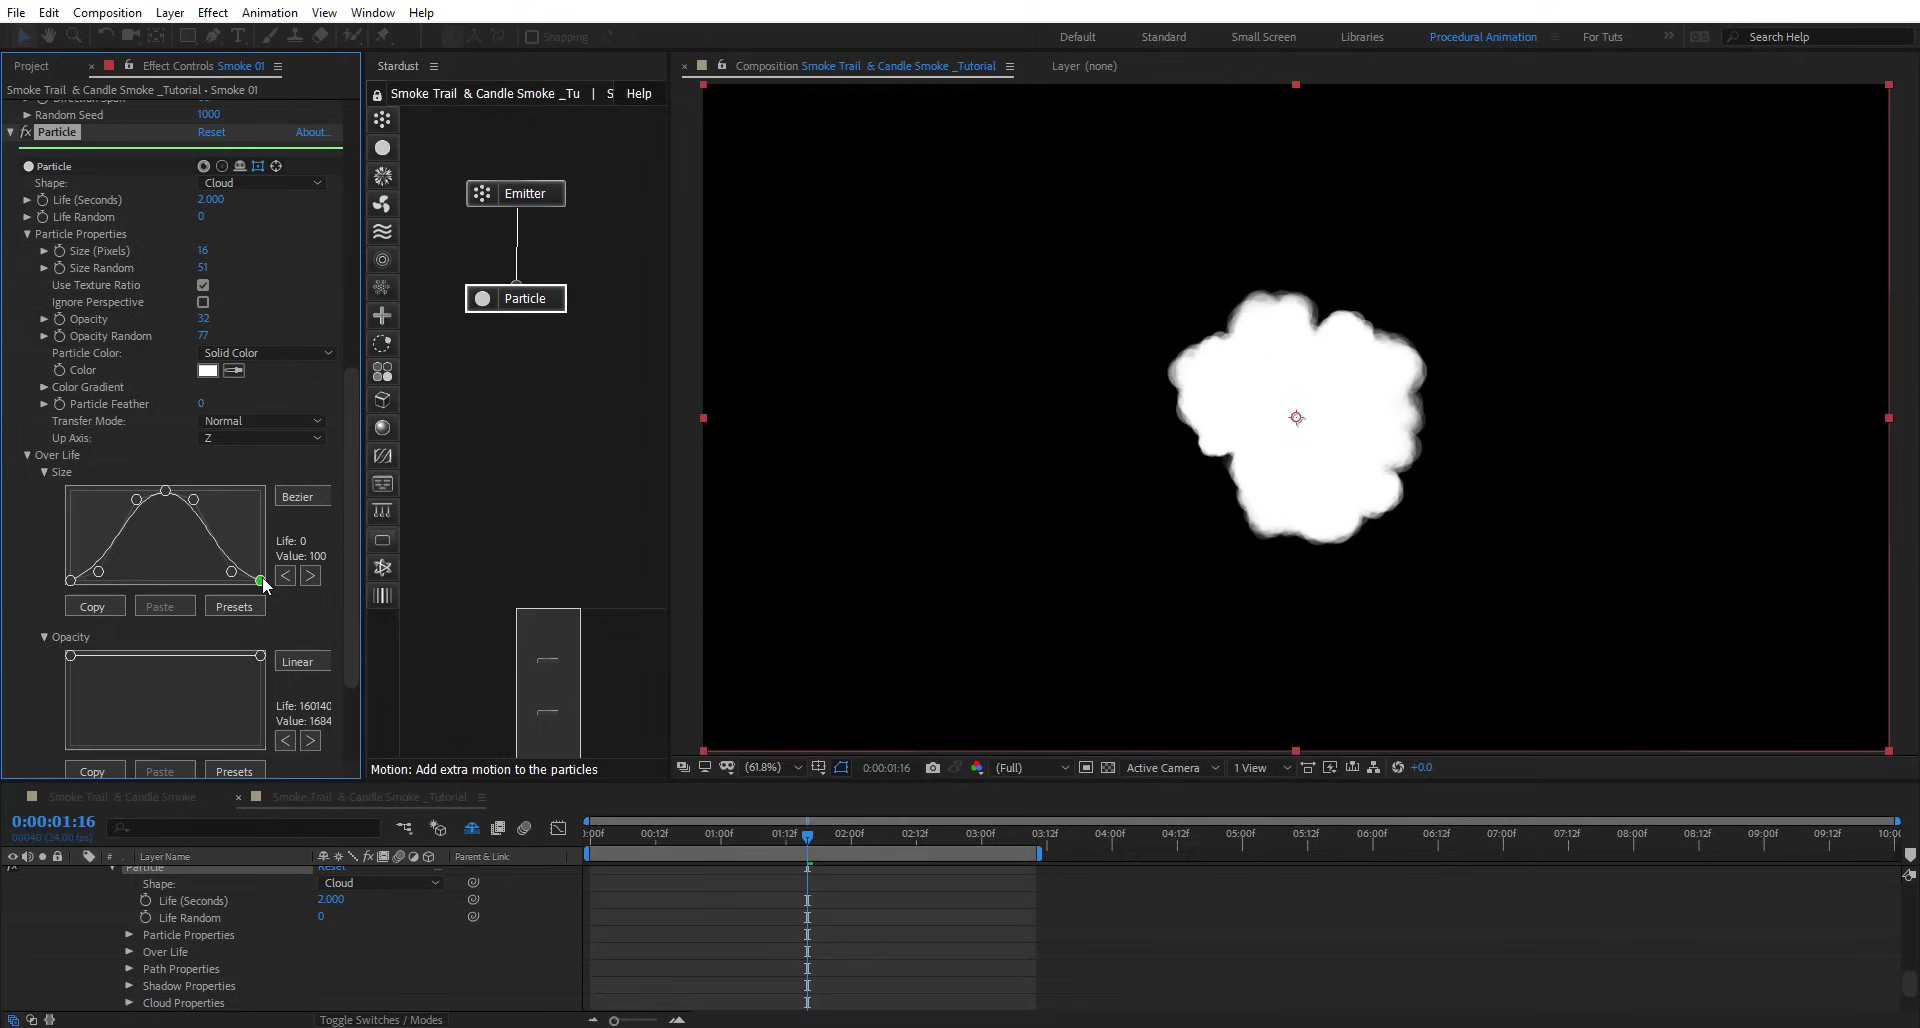 File Edit Composition Layer Effect Animation View Window Help
Snapping
Default Standard Small Screen Libraries Procedural Animation For Tuts Search Help
Project Effect Controls Smoke 01
Smoke Trail & Candle Smoke _Tutorial • Smoke 01
Random Seed 1000
Particle Reset About...
Particle
Shape: Cloud
Life (Seconds) 2.000
Life Random 0
Particle Properties
Size (Pixels) 16
Size Random 51
Use Texture Ratio
Ignore Perspective
Opacity 32
Opacity Random 77
Particle Color: Solid Color
Color
Color Gradient
Particle Feather 0
Transfer Mode: Normal
Up Axis: Z
Over Life
Size
Bezier
Life: 0
Value: 100
< >
Copy Paste Presets
Opacity
Linear
Life: 160140
Value: 1684
< >
Copy Paste Presets
Stardust
Smoke Trail & Candle Smoke _Tu | S Help
Emitter
Particle
Motion: Add extra motion to the particles
Composition Smoke Trail & Candle Smoke _Tutorial Layer (none)
(61.8%) 0:00:01:16 (Full) Active Camera 1 View +0.0
Smoke Trail & Candle Smoke Smoke Trail & Candle Smoke _Tutorial
0:00:01:16
00040 (24.00 fps)
# Layer Name Parent & Link
:00f 00:12f 01:00f 01:12f 02:00f 02:12f 03:00f 03:12f 04:00f 04:12f 05:00f 05:12f 06:00f 06:12f 07:00f 07:12f 08:00f 08:12f 09:00f 09:12f 10:0
Particle Reset
Shape: Cloud
Life (Seconds) 2.000
Life Random 0
Particle Properties
Over Life
Path Properties
Shadow Properties
Cloud Properties
Toggle Switches / Modes